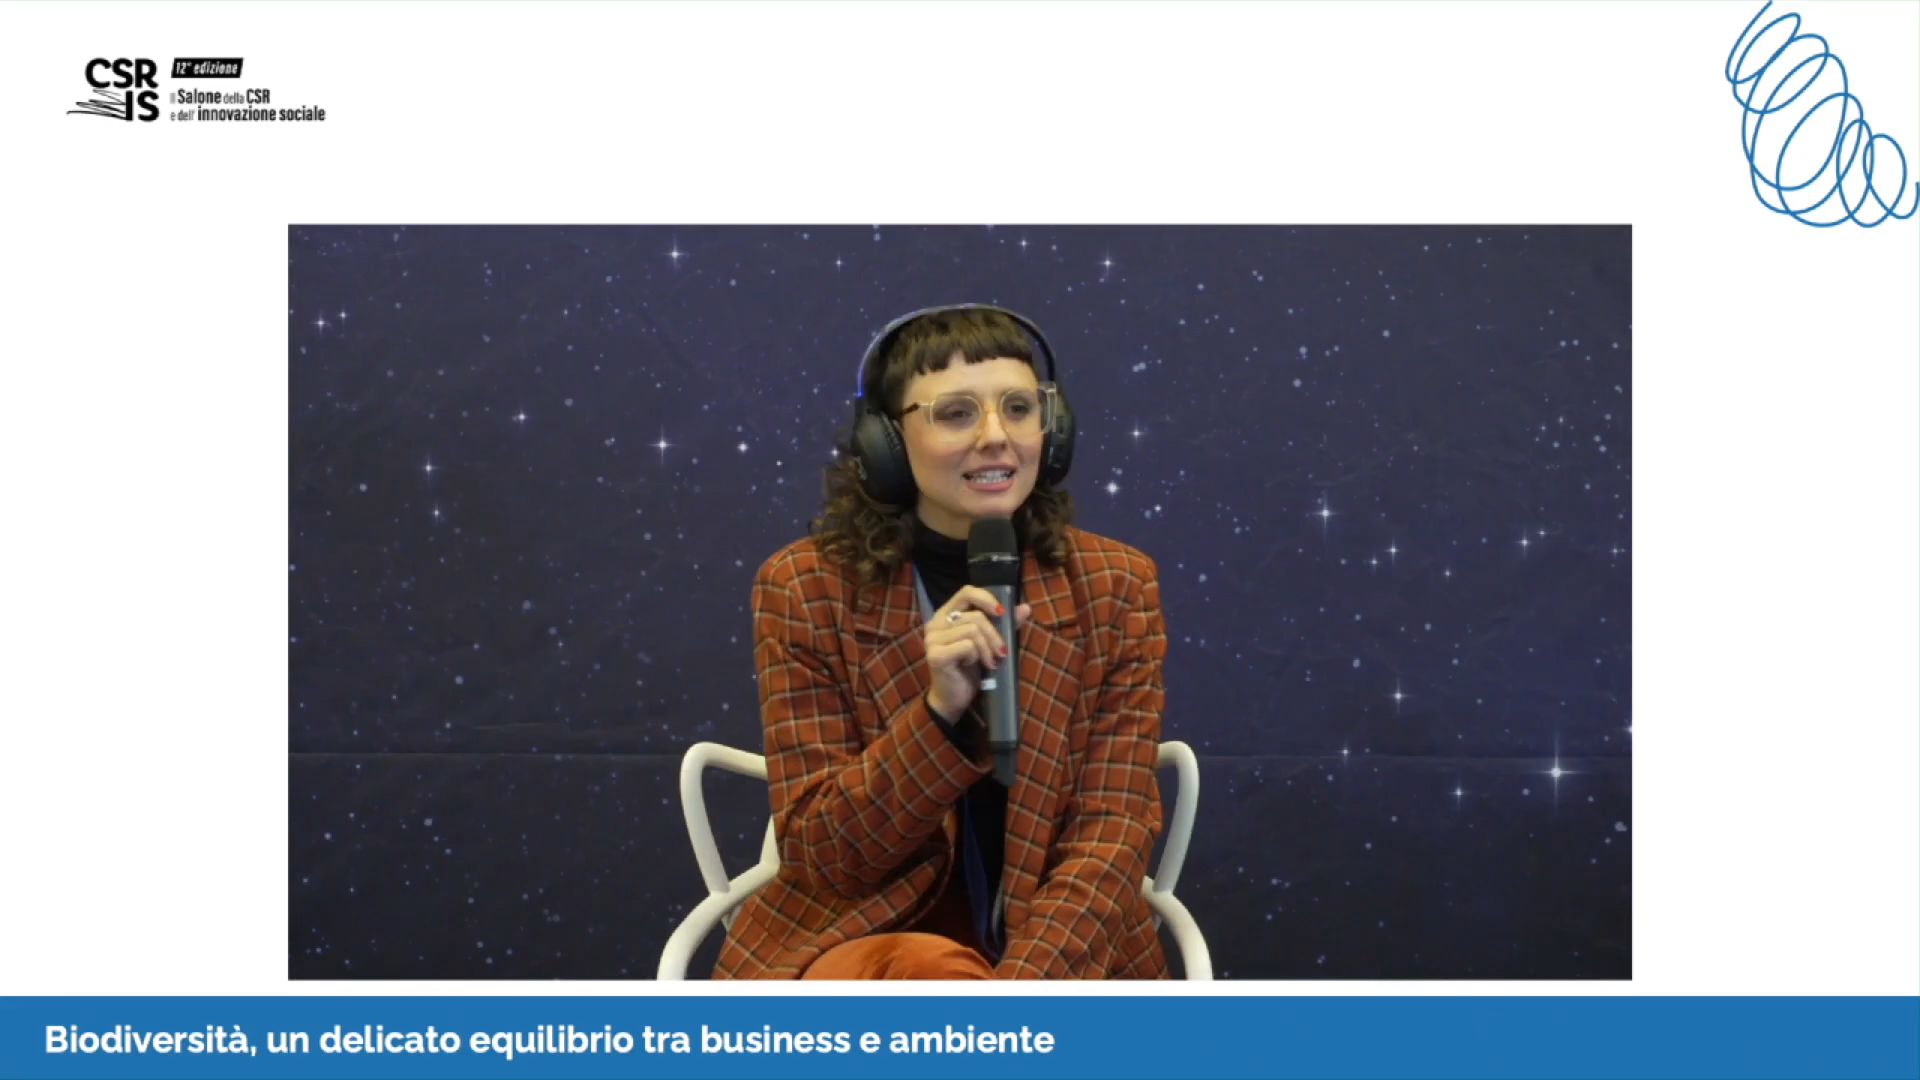 CSR
IS
12ª edizione
Il Salone della CSR
e dell'innovazione sociale
Biodiversità, un delicato equilibrio tra business e ambiente